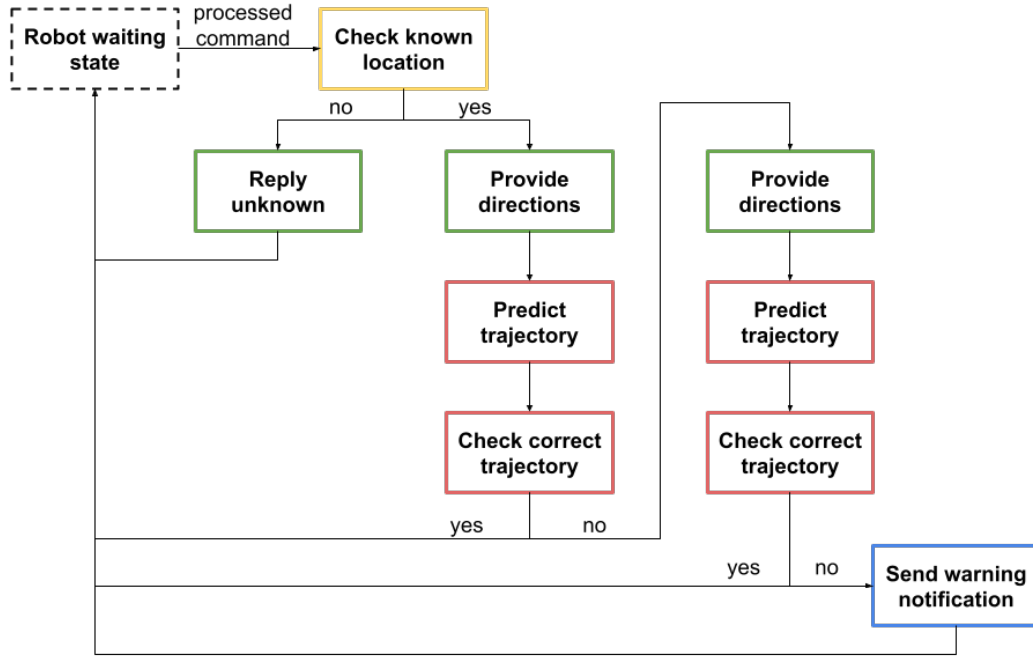 Robot waiting
state
processed
command
Check known
location
no
yes
Reply
unknown
Provide
directions
Provide
directions
Predict
trajectory
Predict
trajectory
Check correct
trajectory
Check correct
trajectory
yes
no
yes
no
Send warning
notification